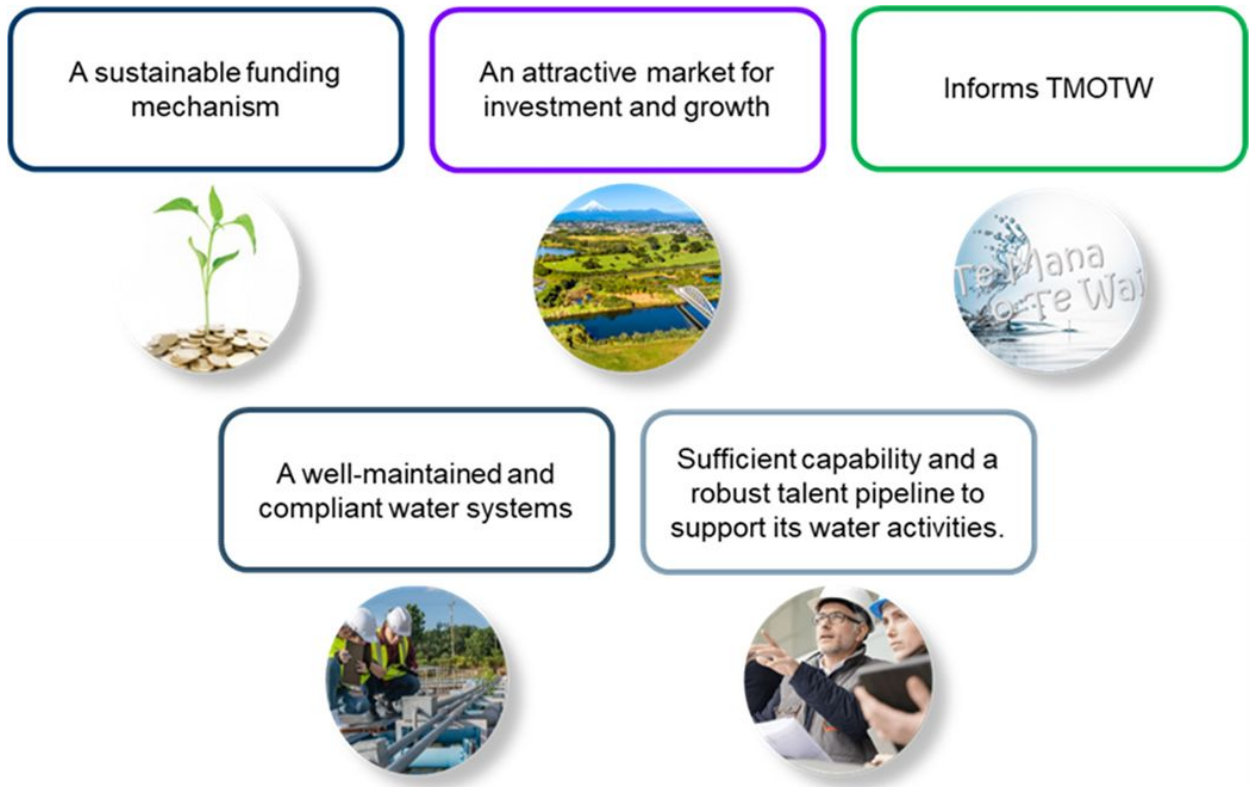 A sustainable funding
mechanism
An attractive market for
investment and growth
Informs TMOTW
Te Mana
o Te Wai
A well-maintained and
compliant water systems
Sufficient capability and a
robust talent pipeline to
support its water activities.